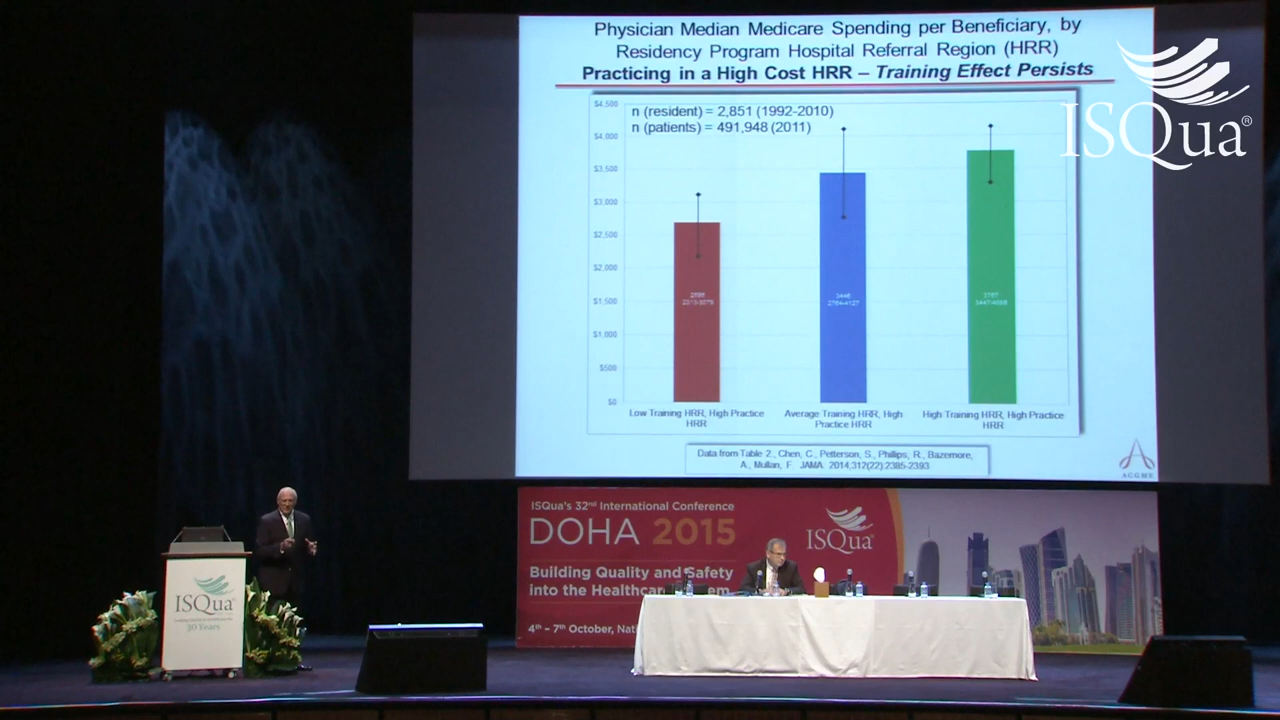 Physician Median Medicare Spending per Beneficiary, by
Residency Program Hospital Referral Region (HRR)
Practicing in a High Cost HRR – Training Effect Persists
ISQua®
n (resident) = 2,851 (1992-2010)
n (patients) = 491,948 (2011)
$4,500
$4,000
$3,500
$3,000
$2,500
$2,000
$1,500
$1,000
$500
$0
3446
2764-4127
3767
Low Training HRR, High Practice
HRR
Average Training HRR, High
Practice HRR
High Training HRR, High Practice
HRR
Data from Table 2., Chen, C., Petterson, S., Phillips, R., Bazemore,
A., Mullan, F. JAMA. 2014;312(22):2385-2393
ACGME
ISQua's 32nd International Conference
DOHA 2015
Building Quality and Safety
into the Healthcare
4th – 7th October,
ISQua
ISQua
30 Years